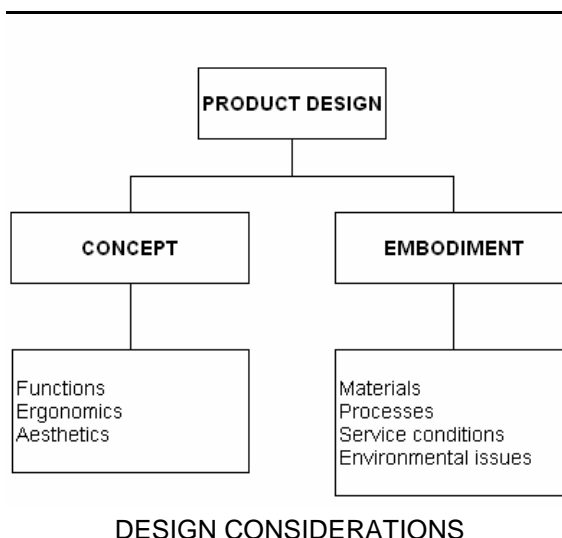 PRODUCT DESIGN
CONCEPT
EMBODIMENT
Functions
Ergonomics
Aesthetics
Materials
Processes
Service conditions
Environmental issues
DESIGN CONSIDERATIONS